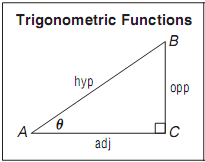 Trigonometric Functions
B
hyp
opp
A
θ
C
adj